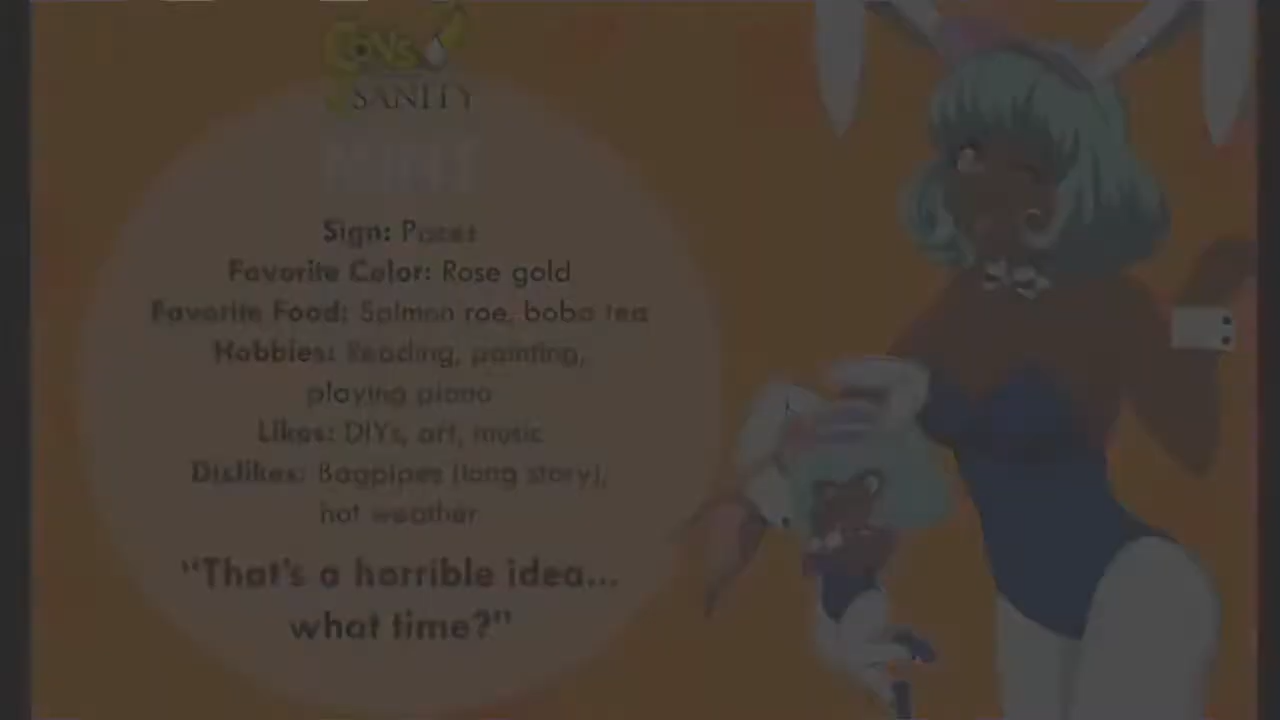 CONS
SANITY
Sign: Pisces
Favorite Color: Rose gold
Favorite Food: Salmon roe, boba tea
Hobbies: Reading, painting,
playing piano
Likes: DIYs, art, music
Dislikes: Bagpipes (long story),
hot weather
"That's a horrible idea...
what time?"